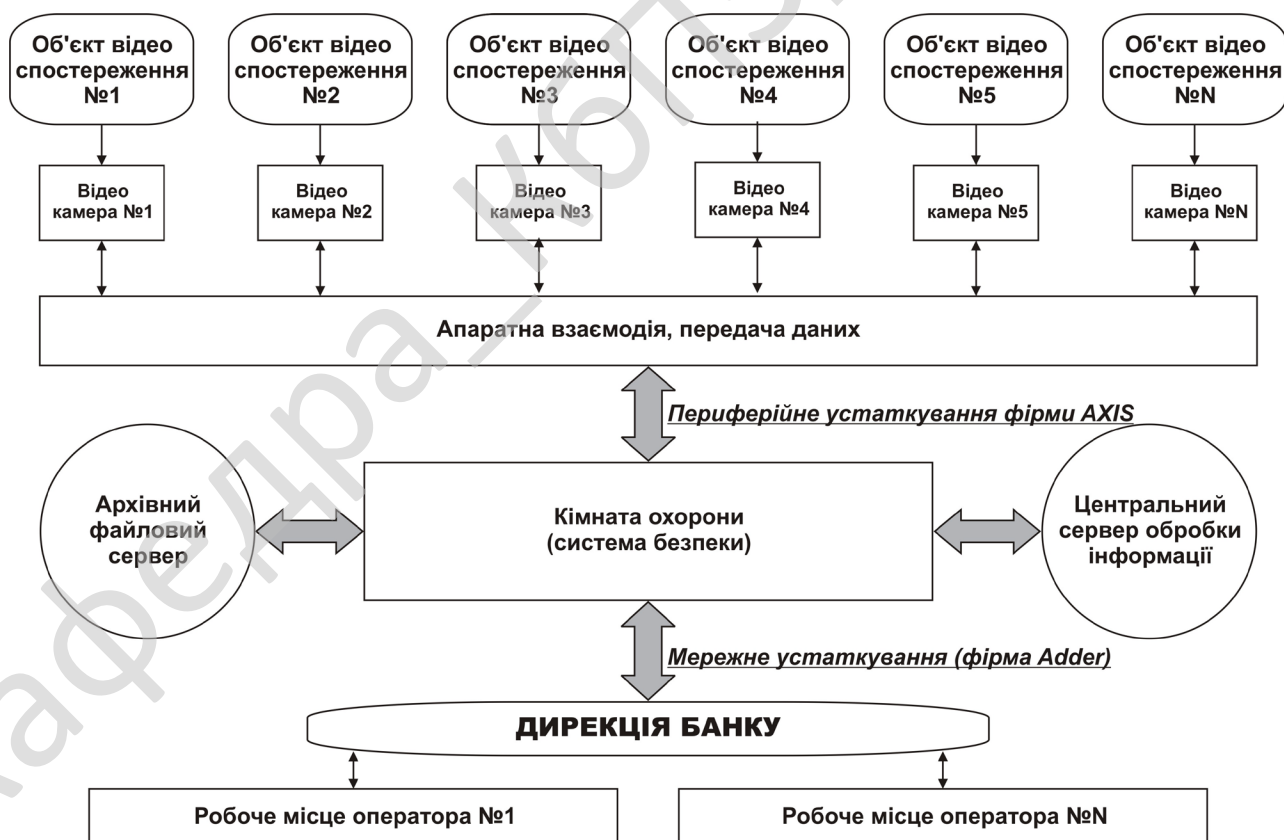 Об'єкт відео
спостереження
№1
Об'єкт відео
спостереження
№2
Об'єкт відео
спостереження
№3
Об'єкт відео
спостереження
№4
Об'єкт відео
спостереження
№5
Об'єкт відео
спостереження
№N
Відео
камера №1
Відео
камера №2
Відео
камера №3
Відео
камера №4
Відео
камера №5
Відео
камера №N
Апаратна взаємодія, передача даних
Периферійне устаткування фірми AXIS
Архівний
файловий
сервер
Кімната охорони
(система безпеки)
Центральний
сервер обробки
інформації
Мережне устаткування (фірма Adder)
ДИРЕКЦІЯ БАНКУ
Робоче місце оператора №1
Робоче місце оператора №N